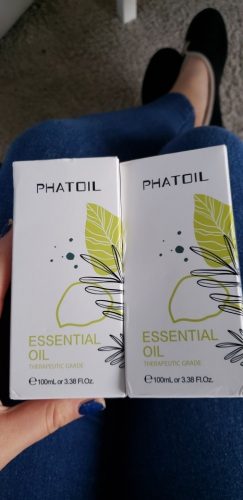 PHATOIL
ESSENTIAL
OIL
THERAPEUTIC GRADE
℮100mL or 3.38 Fl.Oz.
PHATOIL
ESSENTIAL
OIL
THERAPEUTIC GRADE
℮100mL or 3.38 Fl.Oz.